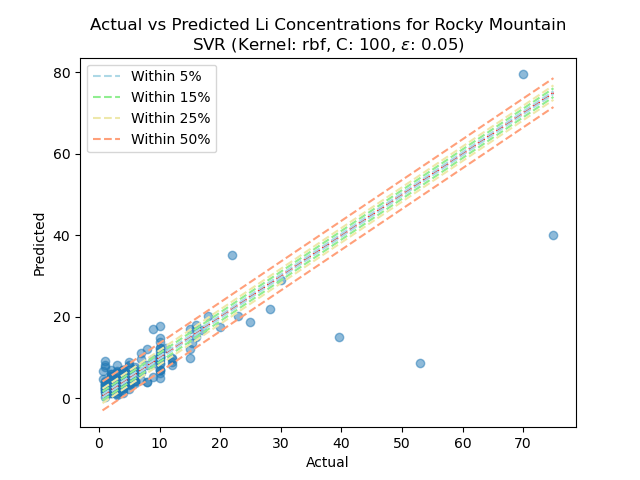 Actual vs Predicted Li Concentrations for Rocky Mountain
SVR (Kernel: rbf, C: 100, ε: 0.05)
Within 5%
Within 15%
Within 25%
Within 50%
Predicted
80
60
40
20
0
0 10 20 30 40 50 60 70
Actual